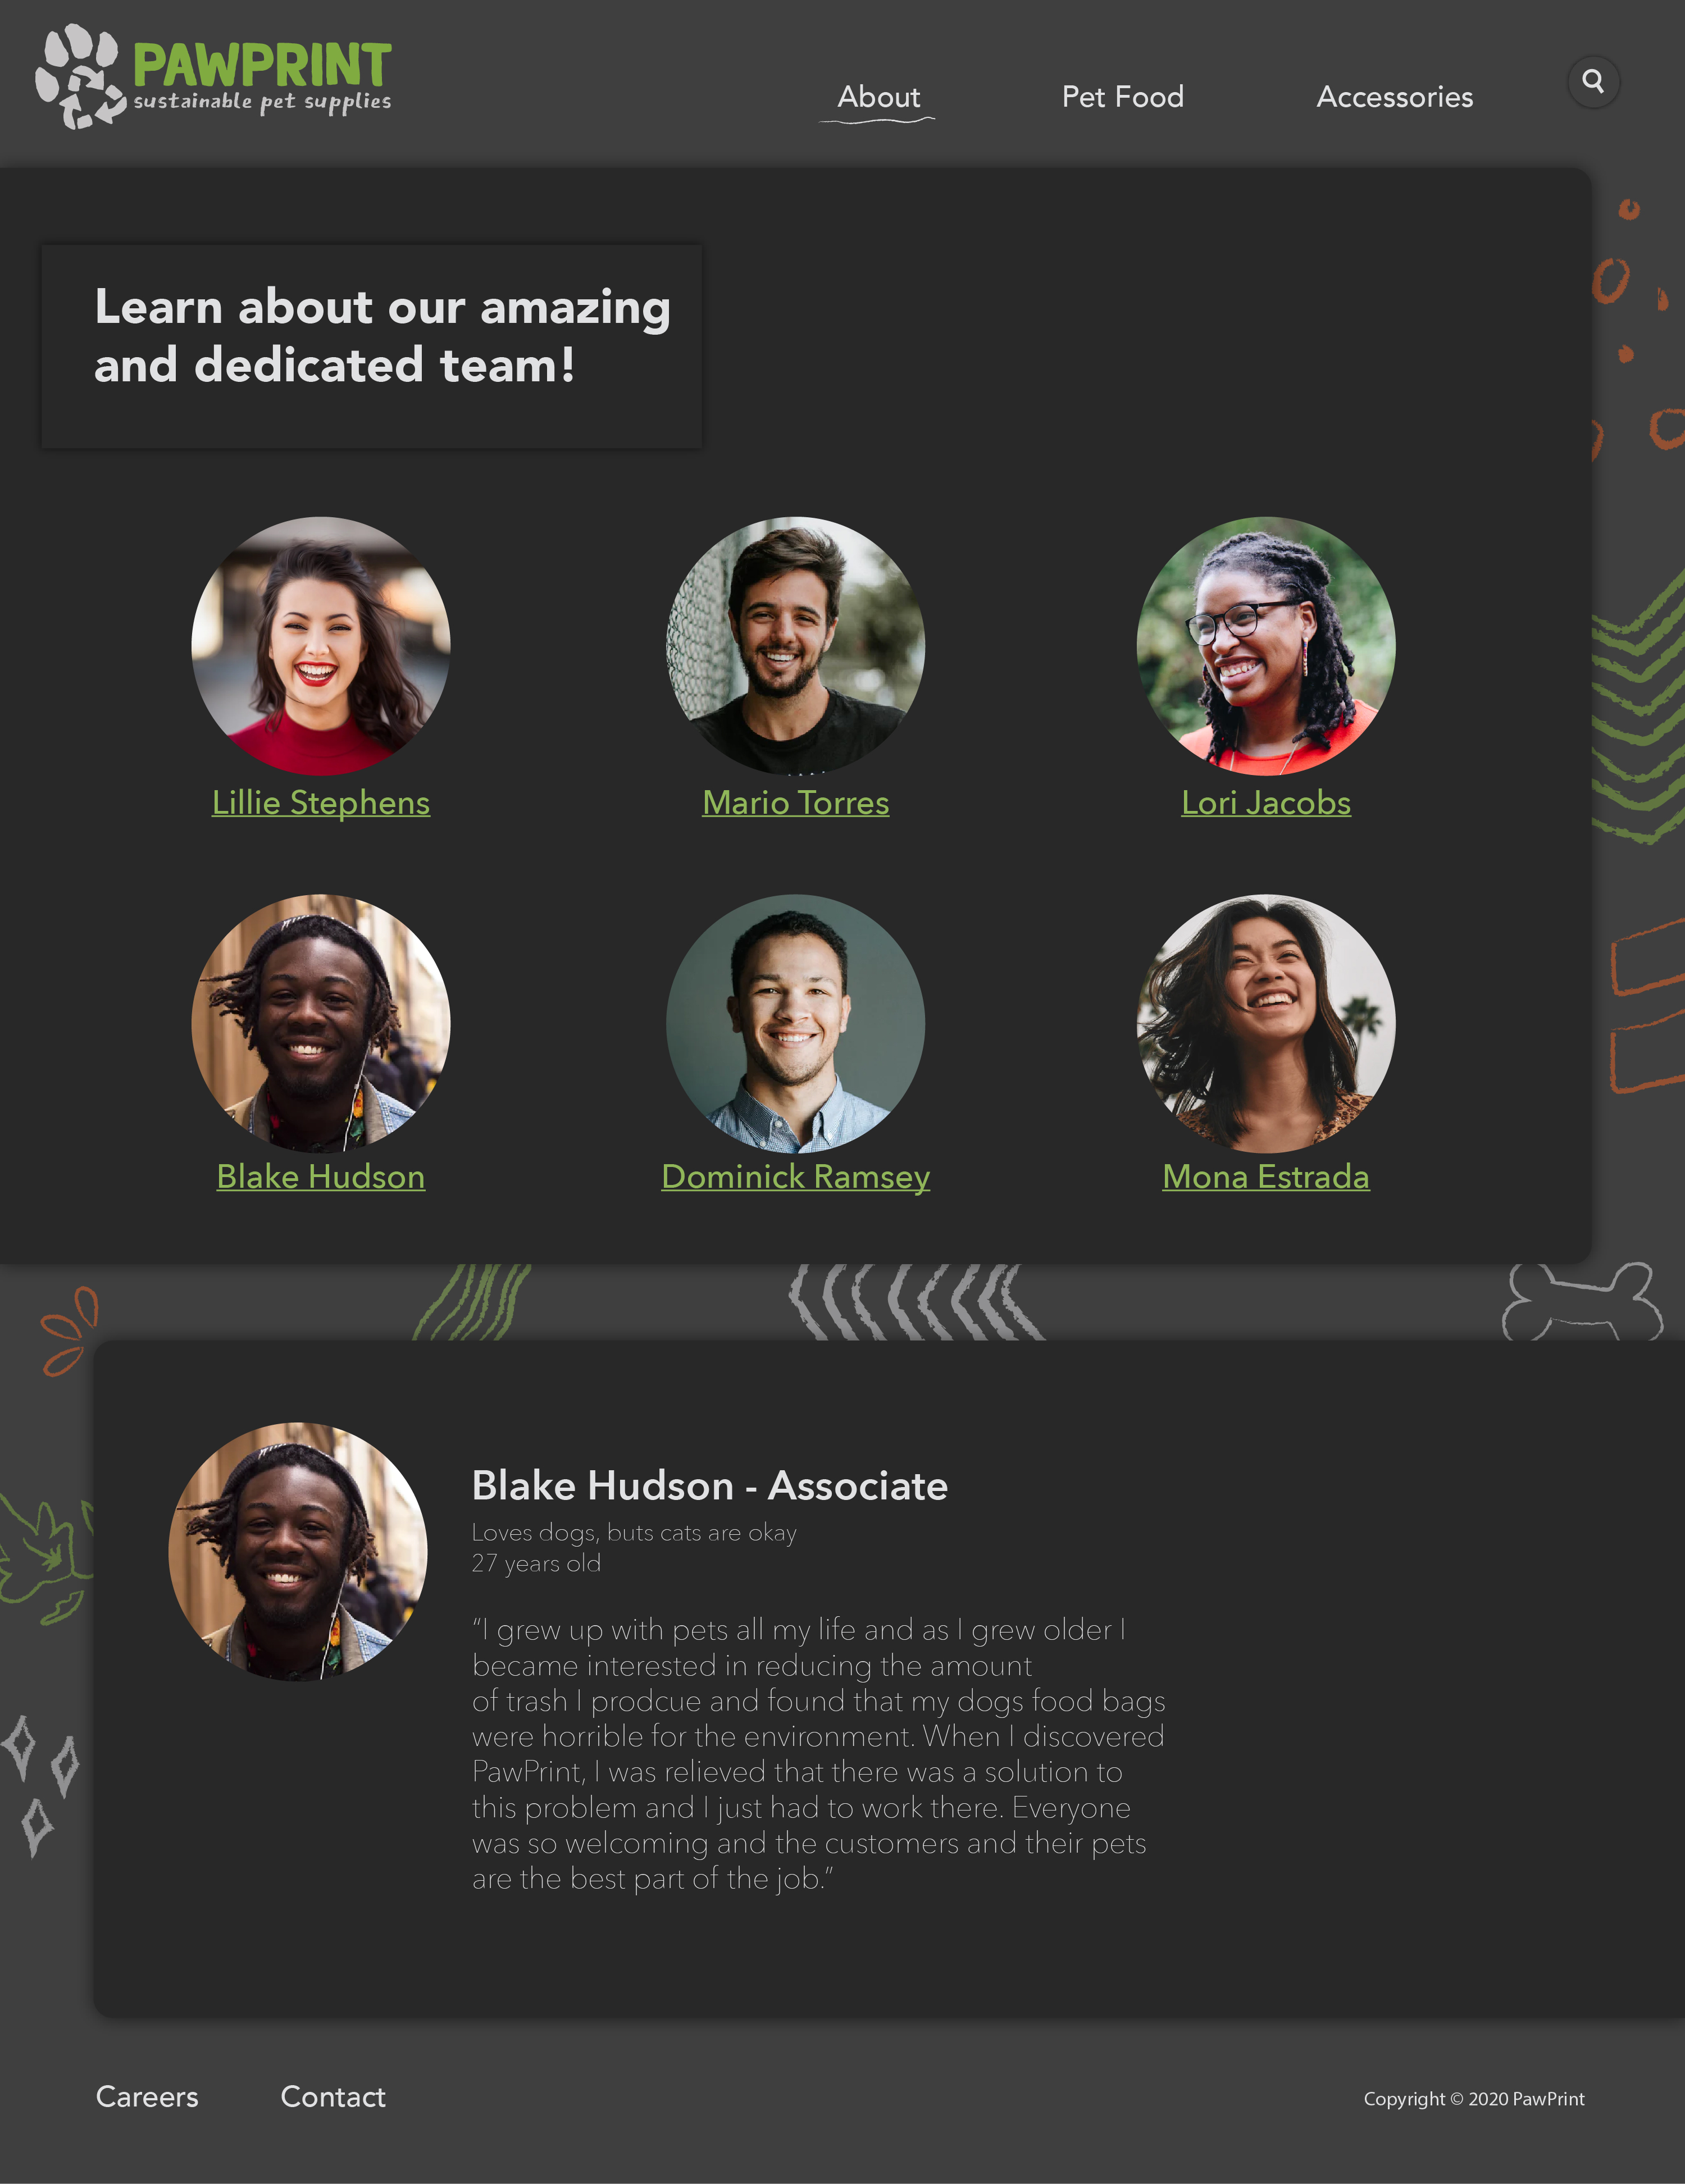 PAWPRINT
sustainable pet supplies
About
Pet Food
Accessories
Learn about our amazing
and dedicated team!
Lillie Stephens
Mario Torres
Lori Jacobs
Blake Hudson
Dominick Ramsey
Mona Estrada
Blake Hudson - Associate
Loves dogs, buts cats are okay
27 years old
“I grew up with pets all my life and as I grew older I
became interested in reducing the amount
of trash I prodcue and found that my dogs food bags
were horrible for the environment. When I discovered
PawPrint, I was relieved that there was a solution to
this problem and I just had to work there. Everyone
was so welcoming and the customers and their pets
are the best part of the job.”
Careers
Contact
Copyright © 2020 PawPrint